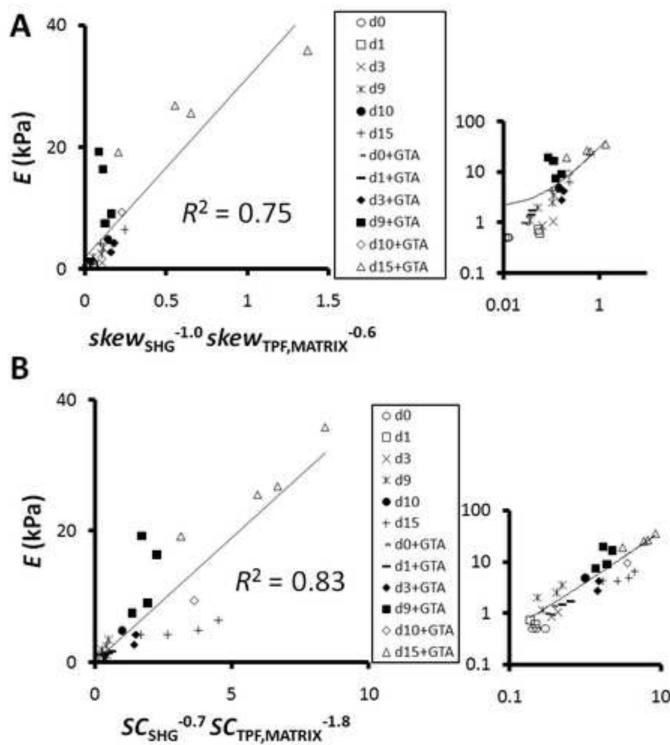 A
40
20
0
E (kPa)
0 0.5 1 1.5
R² = 0.75
skew_SHG^-1.0 skew_TPF,MATRIX^-0.6
d0
d1
d3
d9
d10
d15
d0+GTA
d1+GTA
d3+GTA
d9+GTA
d10+GTA
d15+GTA
100
10
1
0.1
0.01 1
B
40
20
0
E (kPa)
0 5 10
R² = 0.83
SC_SHG^-0.7 SC_TPF,MATRIX^-1.8
d0
d1
d3
d9
d10
d15
d0+GTA
d1+GTA
d3+GTA
d9+GTA
d10+GTA
d15+GTA
100
10
1
0.1
0.1 1 10